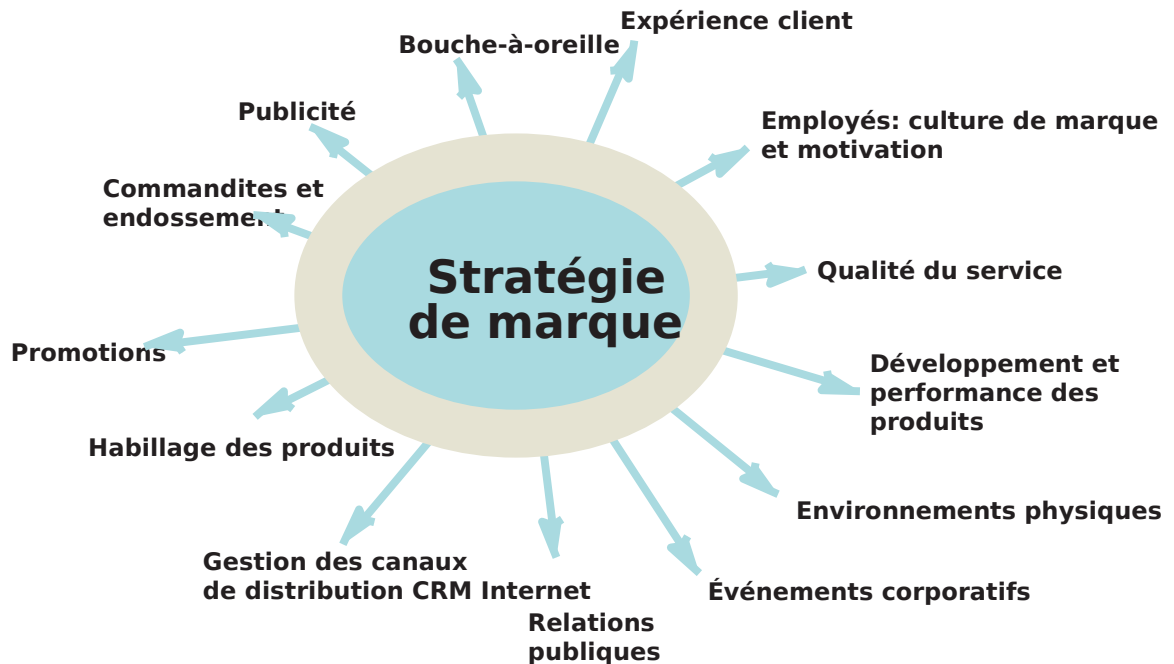 Expérience client
Bouche-à-oreille
Publicité
Employés: culture de marque
et motivation
Commandites et
endossement
Stratégie
de marque
Qualité du service
Promotions
Développement et
performance des
produits
Habillage des produits
Environnements physiques
Gestion des canaux
de distribution CRM Internet
Événements corporatifs
Relations
publiques